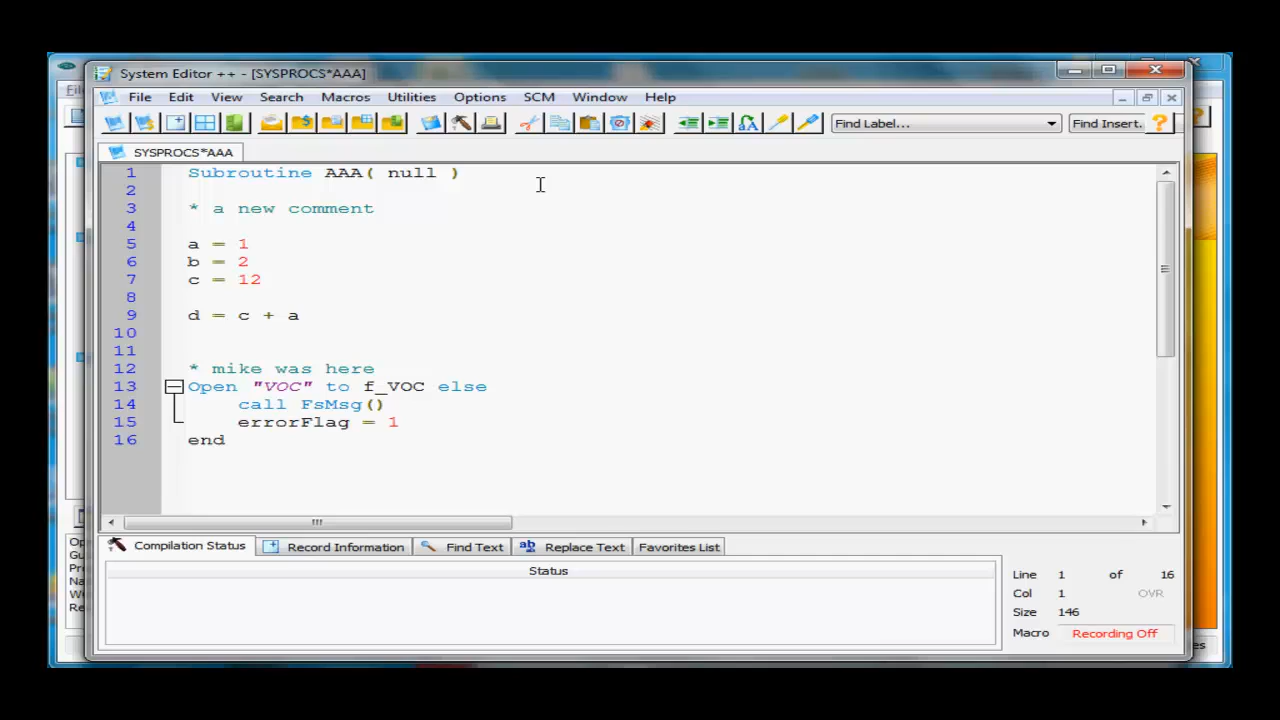 System Editor ++ - [SYSPROCS*AAA]
File Edit View Search Macros Utilities Options SCM Window Help
Find Label... Find Insert.
SYSPROCS*AAA
1 Subroutine AAA( null )
2
3 * a new comment
4
5 a = 1
6 b = 2
7 c = 12
8
9 d = c + a
10
11
12 * mike was here
13 Open "VOC" to f_VOC else
14 call FsMsg()
15 errorFlag = 1
16 end
Compilation Status Record Information Find Text Replace Text Favorites List
Status
Line 1 of 16
Col 1 OVR
Size 146
Macro Recording Off